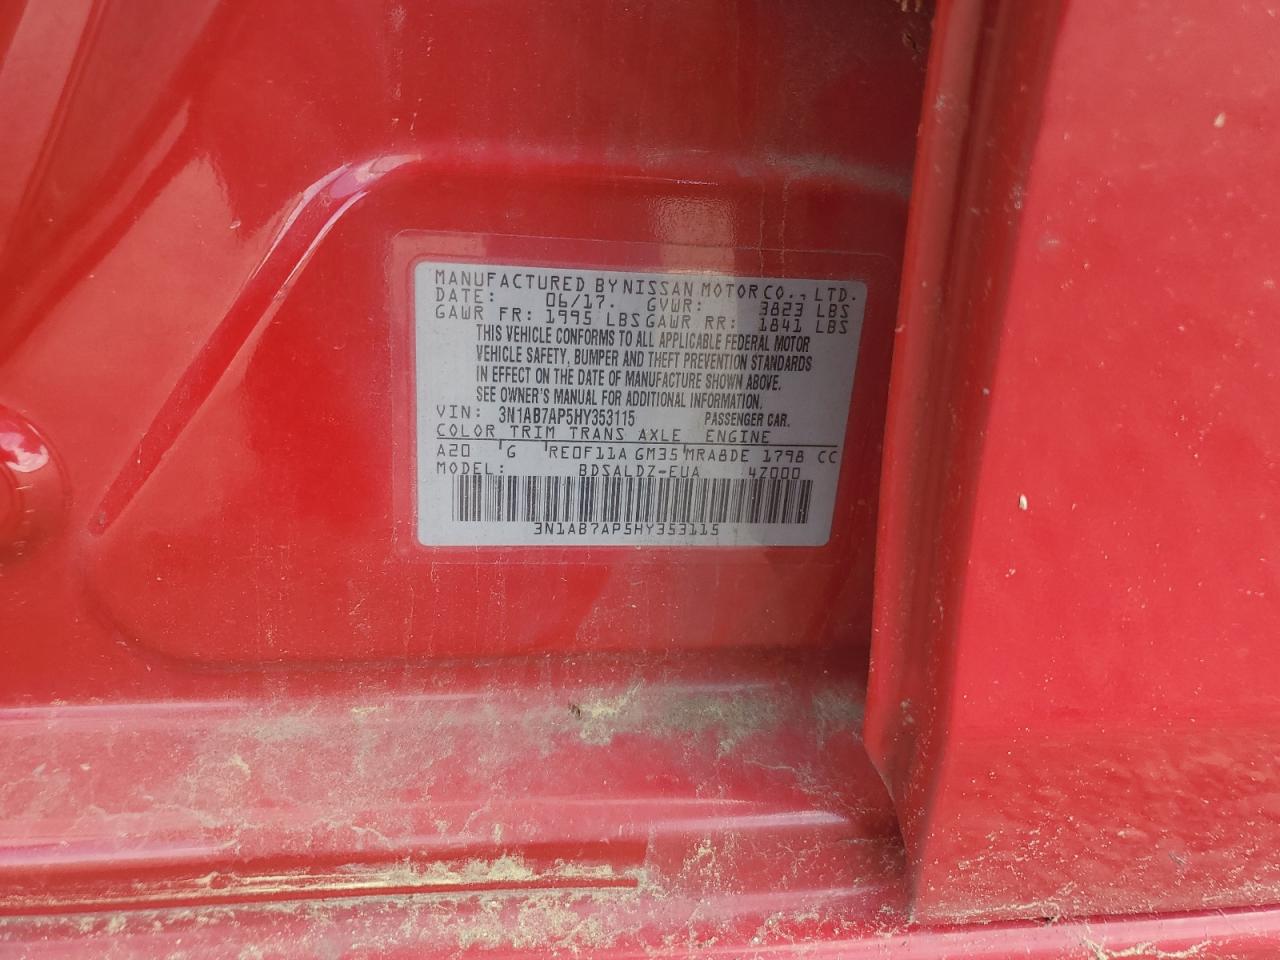 MANUFACTURED BY NISSAN MOTOR CO., LTD.
DATE: 06/17. GVWR: 3823 LBS
GAWR FR: 1995 LBS GAWR RR: 1841 LBS
THIS VEHICLE CONFORMS TO ALL APPLICABLE FEDERAL MOTOR
VEHICLE SAFETY, BUMPER AND THEFT PREVENTION STANDARDS
IN EFFECT ON THE DATE OF MANUFACTURE SHOWN ABOVE.
SEE OWNER'S MANUAL FOR ADDITIONAL INFORMATION.
VIN: 3N1AB7AP5HY353115 PASSENGER CAR.
COLOR TRIM TRANS AXLE ENGINE
A20 G RE0F11A GM35 MRA8DE 1798 CC
MODEL: BDSALDZ-EUA 47000
3N1AB7AP5HY353115